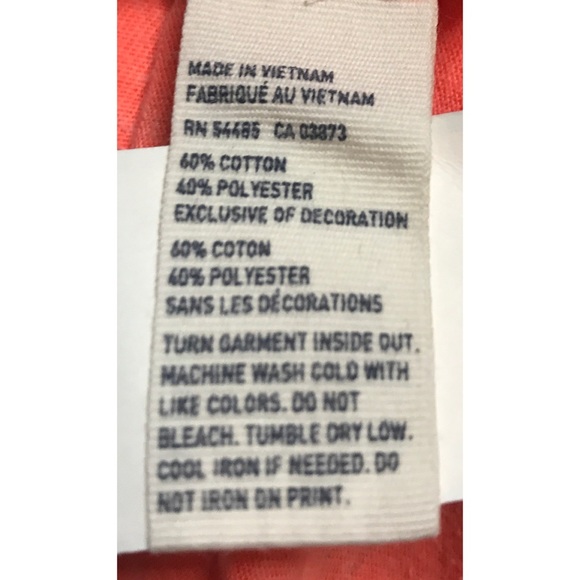 MADE IN VIETNAM
FABRIQUÉ AU VIETNAM
RN 54485 CA 03873
60% COTTON
40% POLYESTER
EXCLUSIVE OF DECORATION
60% COTON
40% POLYESTER
SANS LES DÉCORATIONS
TURN GARMENT INSIDE OUT.
MACHINE WASH COLD WITH
LIKE COLORS. DO NOT
BLEACH. TUMBLE DRY LOW.
COOL IRON IF NEEDED. DO
NOT IRON ON PRINT.